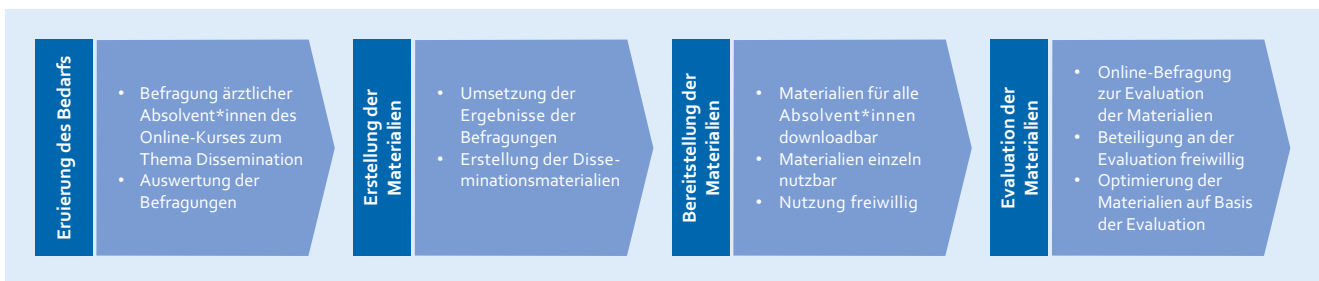 Eruierung des Bedarfs
• Befragung ärztlicher
Absolvent*innen des
Online-Kurses zum
Thema Dissemination
• Auswertung der
Befragungen
Erstellung der
Materialien
• Umsetzung der
Ergebnisse der
Befragungen
• Erstellung der Disse-
minationsmaterialien
Bereitstellung der
Materialien
• Materialien für alle
Absolvent*innen
downloadbar
• Materialien einzeln
nutzbar
• Nutzung freiwillig
Evaluation der
Materialien
• Online-Befragung
zur Evaluation
der Materialien
• Beteiligung an der
Evaluation freiwillig
• Optimierung der
Materialien auf Basis
der Evaluation